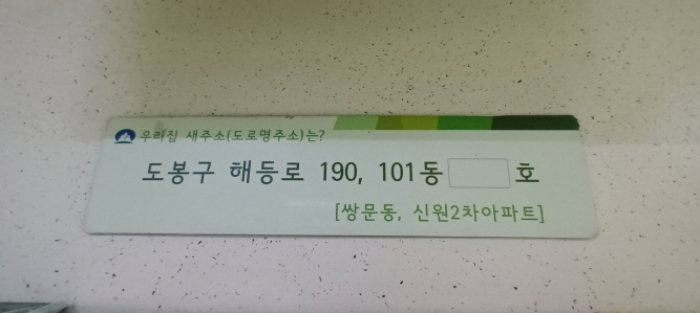 우리집 새주소(도로명주소)는?
도봉구 해등로 190, 101동 호
[쌍문동, 신원2차아파트]